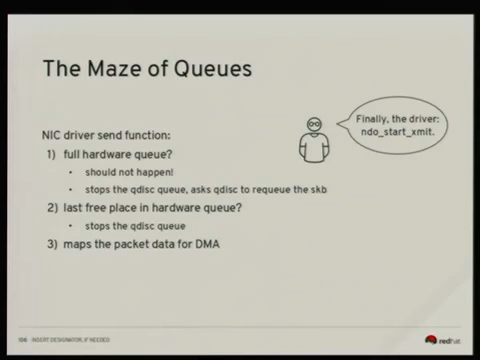 The Maze of Queues
Finally, the driver:
ndo_start_xmit.
NIC driver send function:
1) full hardware queue?
• should not happen!
• stops the qdisc queue, asks qdisc to requeue the skb
2) last free place in hardware queue?
• stops the qdisc queue
3) maps the packet data for DMA
106 INSERT DESIGNATOR, IF NEEDED
redhat